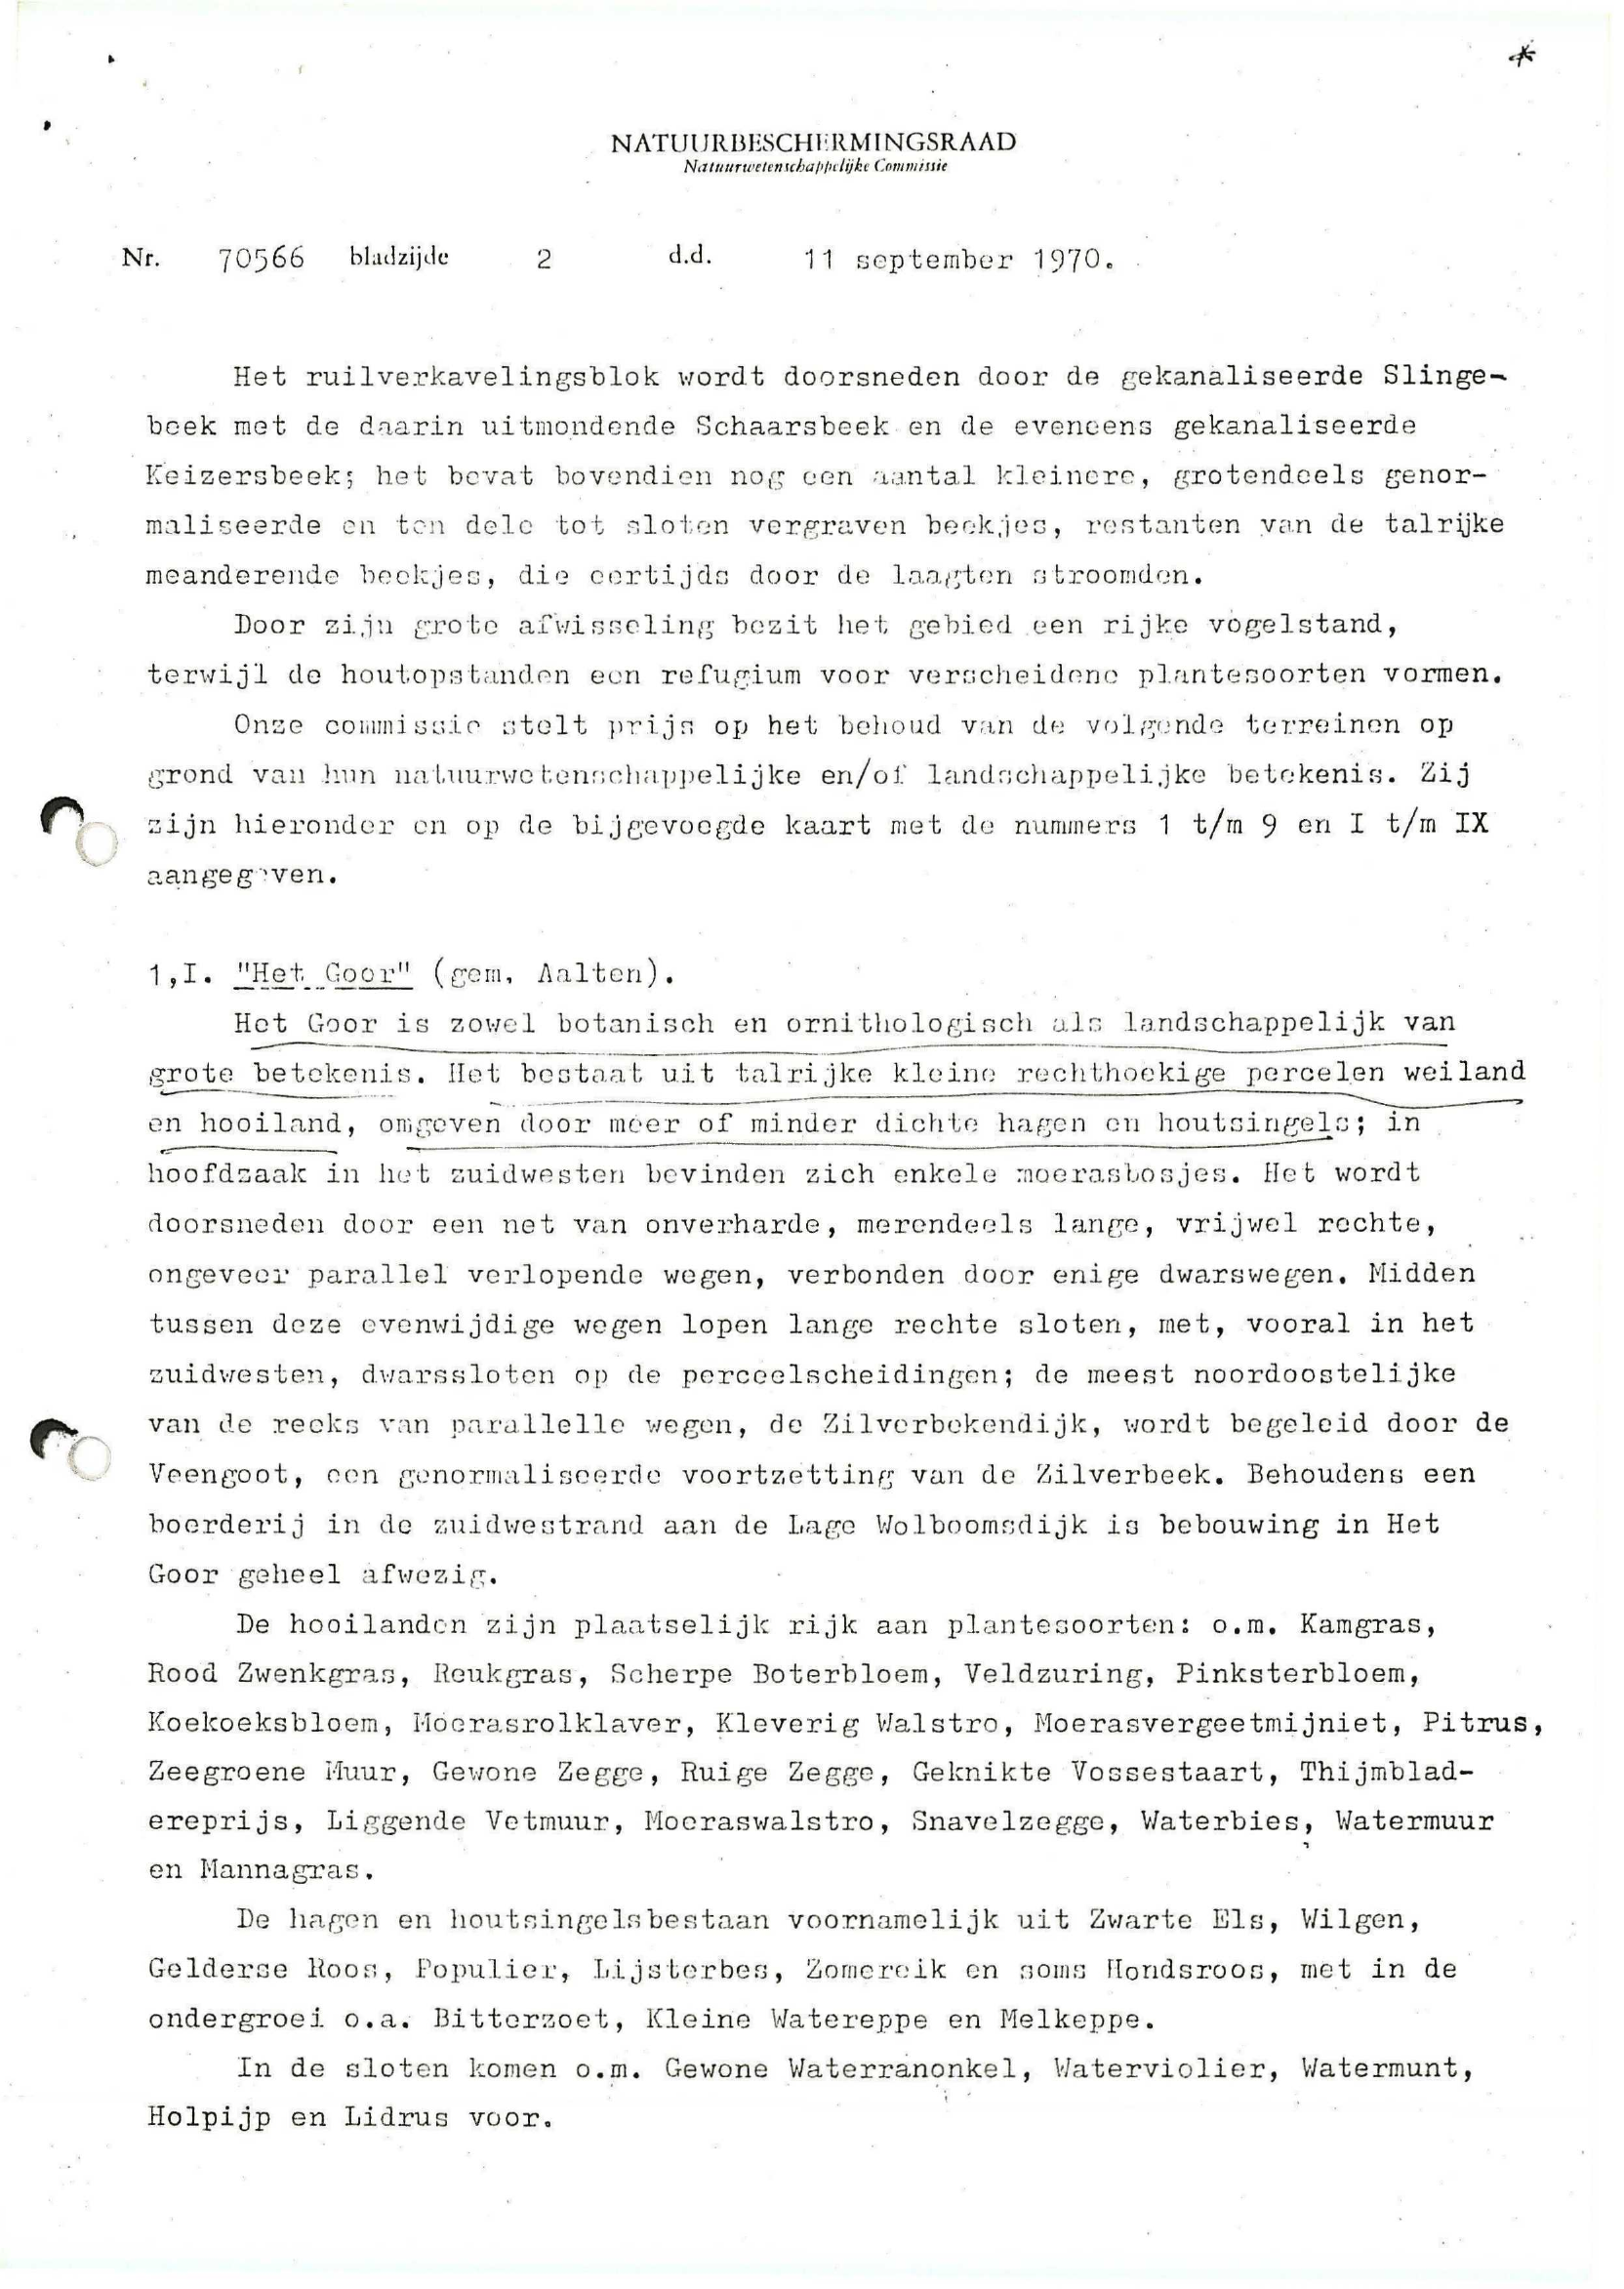 NATUURBESCHERMINGSRAAD
Natuurwetenschappelijke Commissie
Nr. 70566 bladzijde 2 d.d. 11 september 1970.
Het ruilverkavelingsblok wordt doorsneden door de gekanaliseerde Slinge-
beek met de daarin uitmondende Schaarsbeek en de eveneens gekanaliseerde
Keizersbeek; het bevat bovendien nog een aantal kleinere, grotendeels genor-
maliseerde en ten dele tot sloten vergraven beekjes, restanten van de talrijke
meanderende beekjes, die eertijds door de laagten stroomden.
Door zijn grote afwisseling bezit het gebied een rijke vogelstand,
terwijl de houtopstanden een refugium voor verscheidene plantesoorten vormen.
Onze commissie stelt prijs op het behoud van de volgende terreinen op
grond van hun natuurwetenschappelijke en/of landschappelijke betekenis. Zij
zijn hieronder en op de bijgevoegde kaart met de nummers 1 t/m 9 en I t/m IX
aangegeven.
1,I. "Het Goor" (gem. Aalten).
Het Goor is zowel botanisch en ornithologisch als landschappelijk van
grote betekenis. Het bestaat uit talrijke kleine rechthoekige percelen weiland
en hooiland, omgeven door meer of minder dichte hagen en houtsingels; in
hoofdzaak in het zuidwesten bevinden zich enkele moerasbosjes. Het wordt
doorsneden door een net van onverharde, merendeels lange, vrijwel rechte,
ongeveer parallel verlopende wegen, verbonden door enige dwarswegen. Midden
tussen deze evenwijdige wegen lopen lange rechte sloten, met, vooral in het
zuidwesten, dwarssloten op de perceelscheidingen; de meest noordoostelijke
van de reeks van parallelle wegen, de Zilverbekendijk, wordt begeleid door de
Veengoot, een genormaliseerde voortzetting van de Zilverbeek. Behoudens een
boerderij in de zuidwestrand aan de Lage Wolboomsdijk is bebouwing in Het
Goor geheel afwezig.
De hooilanden zijn plaatselijk rijk aan plantesoorten: o.m. Kamgras,
Rood Zwenkgras, Reukgras, Scherpe Boterbloem, Veldzuring, Pinksterbloem,
Koekoeksbloem, Moerasrolklaver, Kleverig Walstro, Moerasvergeetmijniet, Pitrus,
Zeegroene Muur, Gewone Zegge, Ruige Zegge, Geknikte Vossestaart, Thijmblad-
ereprijs, Liggende Vetmuur, Moeraswalstro, Snavelzegge, Waterbies, Watermuur
en Mannagras.
De hagen en houtsingelsbestaan voornamelijk uit Zwarte Els, Wilgen,
Gelderse Roos, Populier, Lijsterbes, Zomereik en soms Hondsroos, met in de
ondergroei o.a. Bitterzoet, Kleine Watereppe en Melkeppe.
In de sloten komen o.m. Gewone Waterranonkel, Waterviolier, Watermunt,
Holpijp en Lidrus voor.